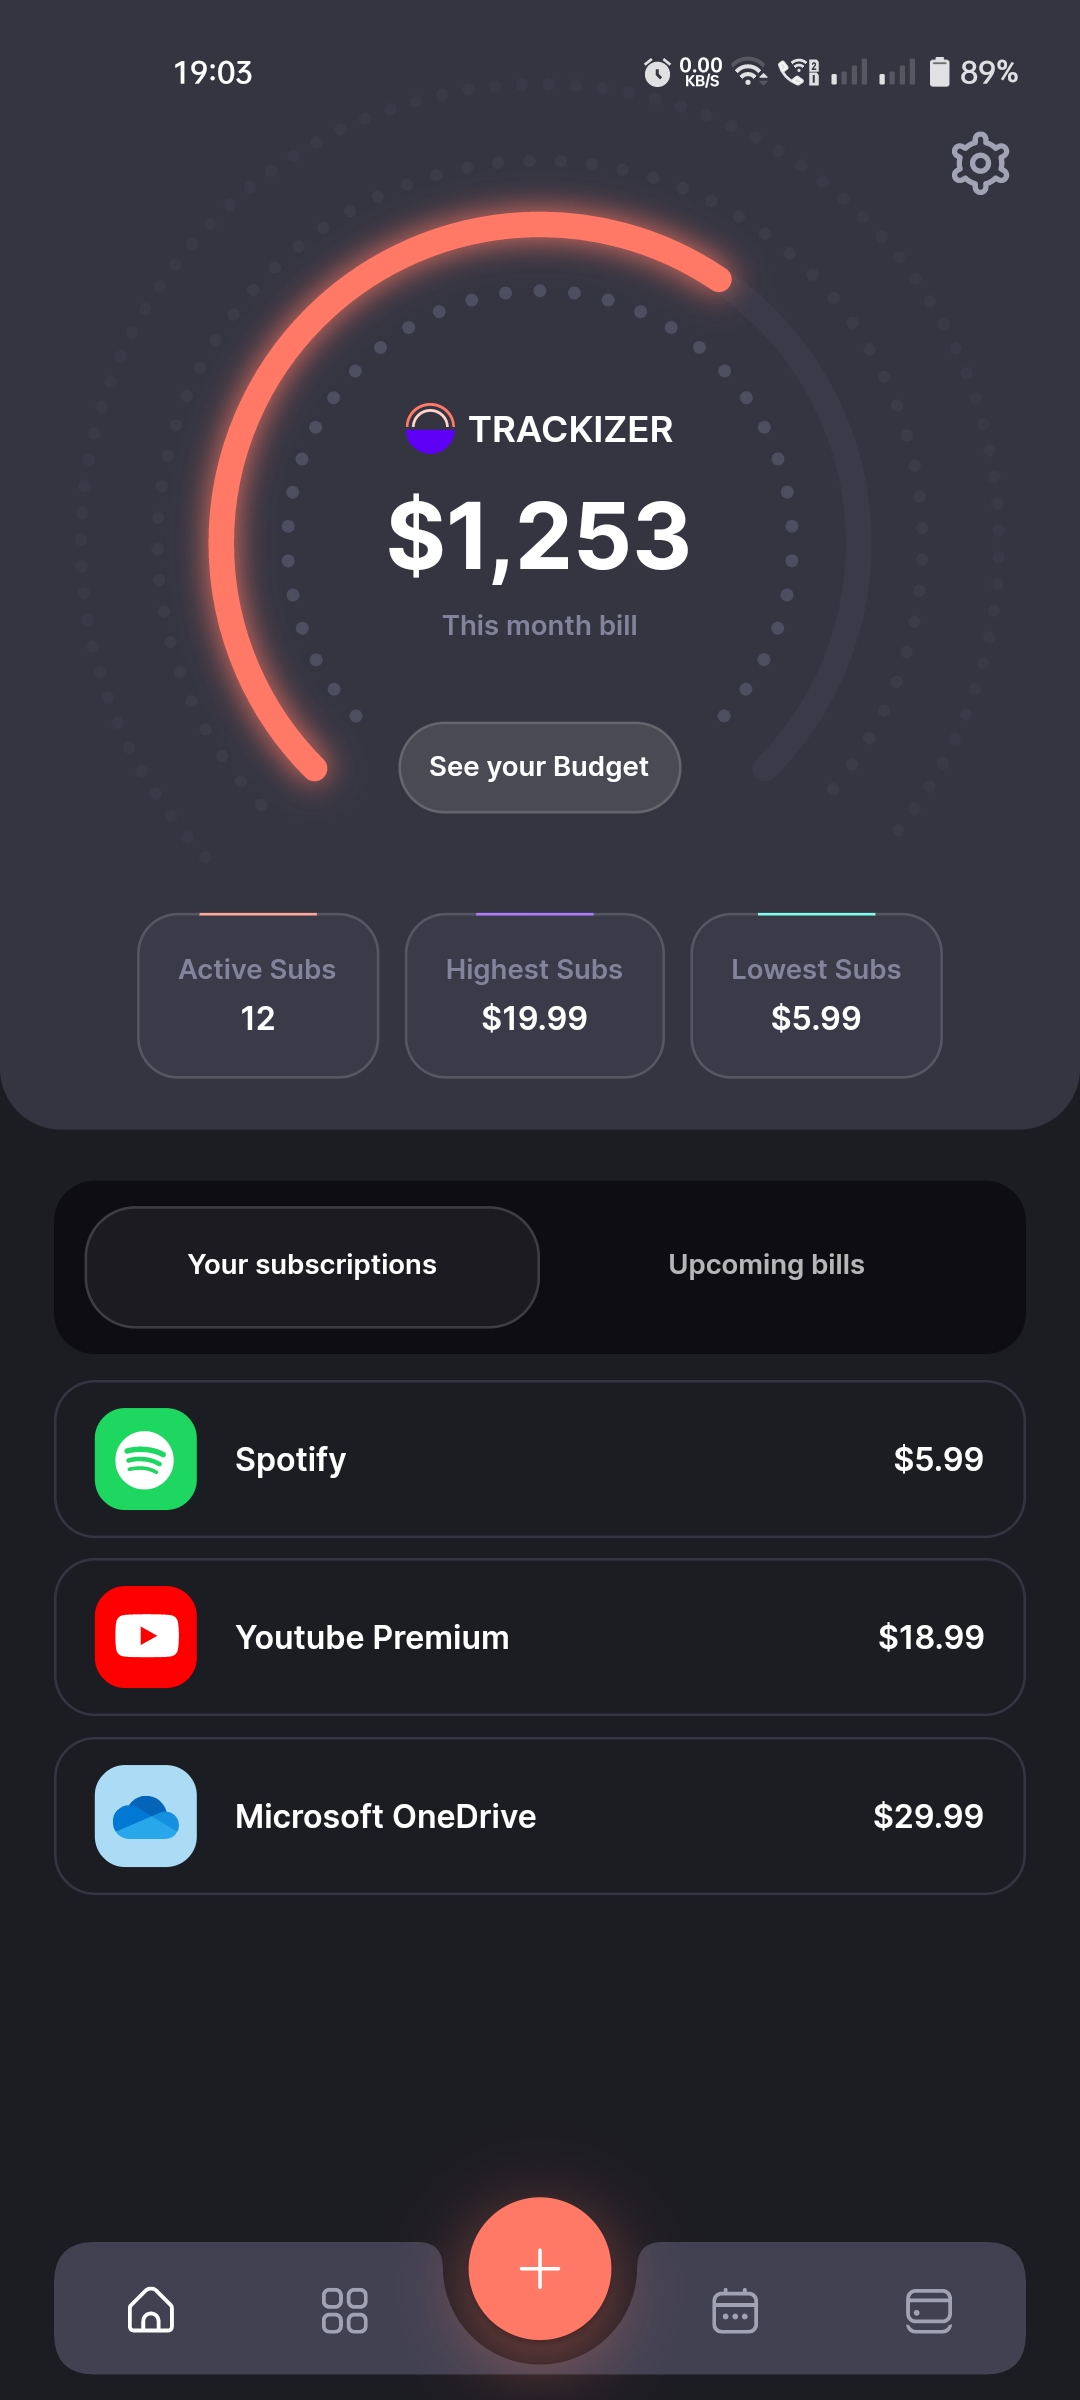 19:03
0.00
KB/S
2
1
89%
TRACKIZER
$1,253
This month bill
See your Budget
Active Subs
12
Highest Subs
$19.99
Lowest Subs
$5.99
Your subscriptions
Upcoming bills
Spotify
$5.99
Youtube Premium
$18.99
Microsoft OneDrive
$29.99